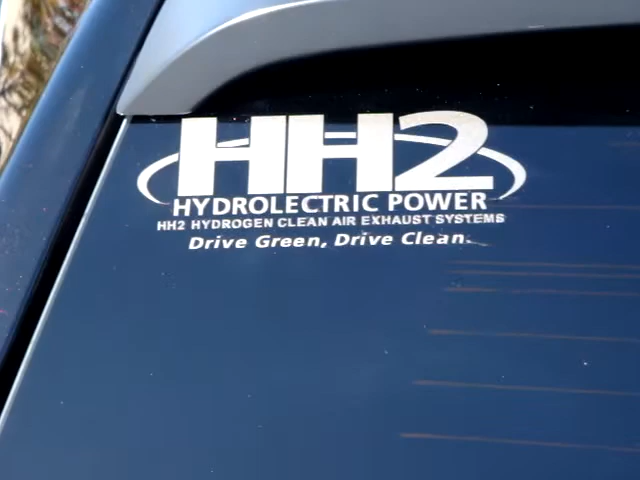 HH2
HYDROLECTRIC POWER
HH2 HYDROGEN CLEAN AIR EXHAUST SYSTEMS
Drive Green, Drive Clean.